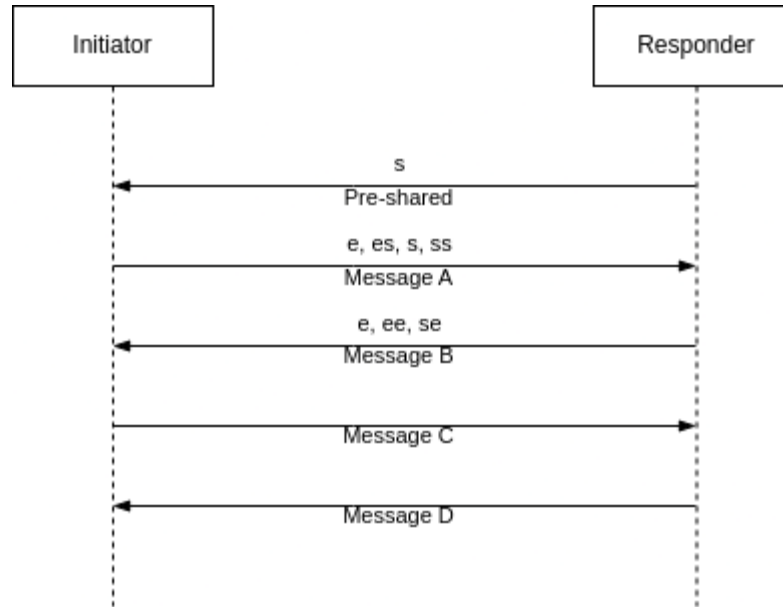 Initiator
Responder
s
Pre-shared
e, es, s, ss
Message A
e, ee, se
Message B
Message C
Message D